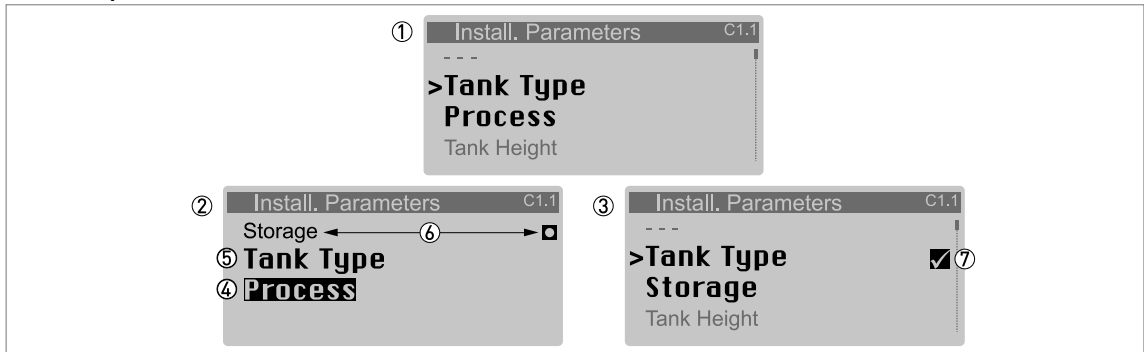 ①
Install. Parameters C1.1
- - -
>Tank Type
Process
Tank Height
②
Install. Parameters C1.1
Storage ⑥
⑤ Tank Type
④ Process
③
Install. Parameters C1.1
- - -
>Tank Type ⑦
Storage
Tank Height